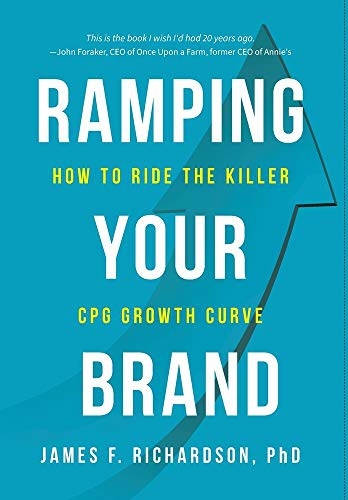 This is the book I wish I'd had 20 years ago.
—John Foraker, CEO of Once Upon a Farm, former CEO of Annie's
RAMPING
HOW TO RIDE THE KILLER
YOUR
CPG GROWTH CURVE
BRAND
JAMES F. RICHARDSON, PhD